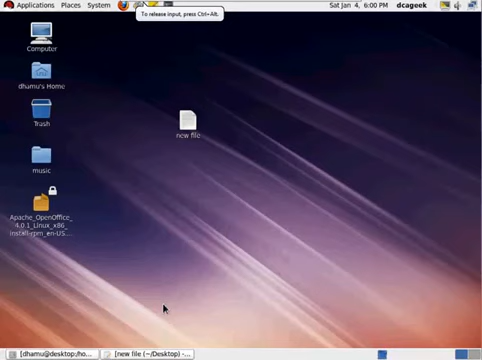 Applications Places System
Sat Jan 4, 6:00 PM dcageek
To release input, press Ctrl+Alt.
Computer
dhamu's Home
new file
Trash
music
Apache_OpenOffice_
4.0.1_Linux_x86_
install-rpm_en-US...
[dhamu@desktop:/ho... [new file (~/Desktop) -...